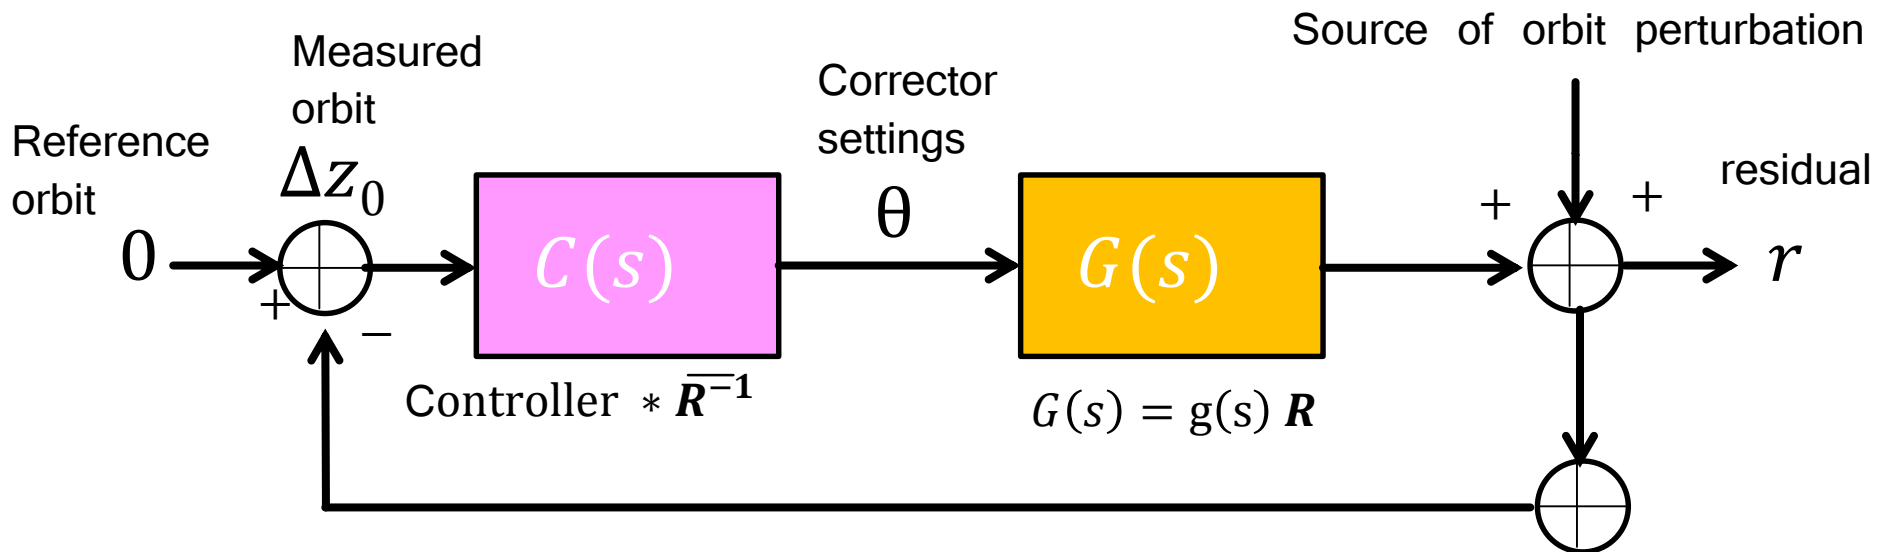 Source of orbit perturbation
Measured
orbit
Corrector
settings
Reference
orbit
Δz₀
θ
residual
0
C(s)
G(s)
r
+
−
+
+
Controller * R̅⁻¹
G(s) = g(s) R